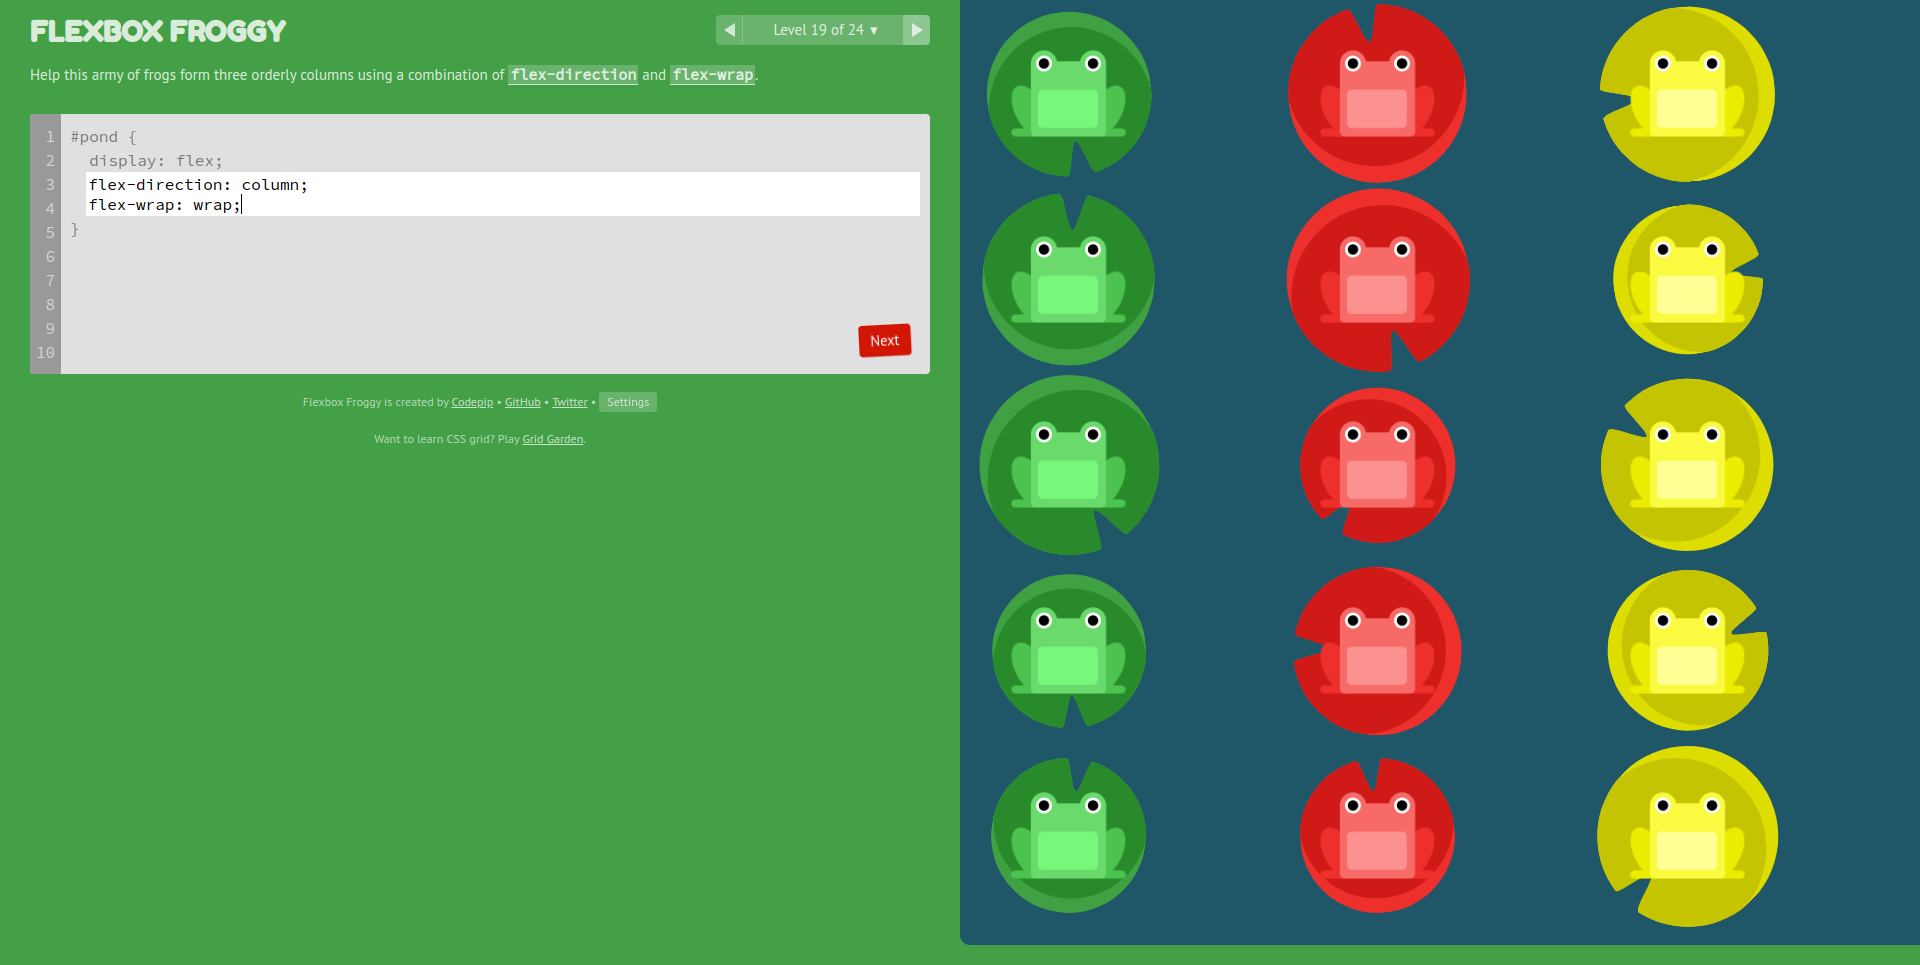 FLEXBOX FROGGY
◀ Level 19 of 24 ▾ ▶
Help this army of frogs form three orderly columns using a combination of flex-direction and flex-wrap.
1 #pond {
2 display: flex;
3 flex-direction: column;
4 flex-wrap: wrap;
5 }
6
7
8
9
10
Next
Flexbox Froggy is created by Codepip • GitHub • Twitter • Settings
Want to learn CSS grid? Play Grid Garden.